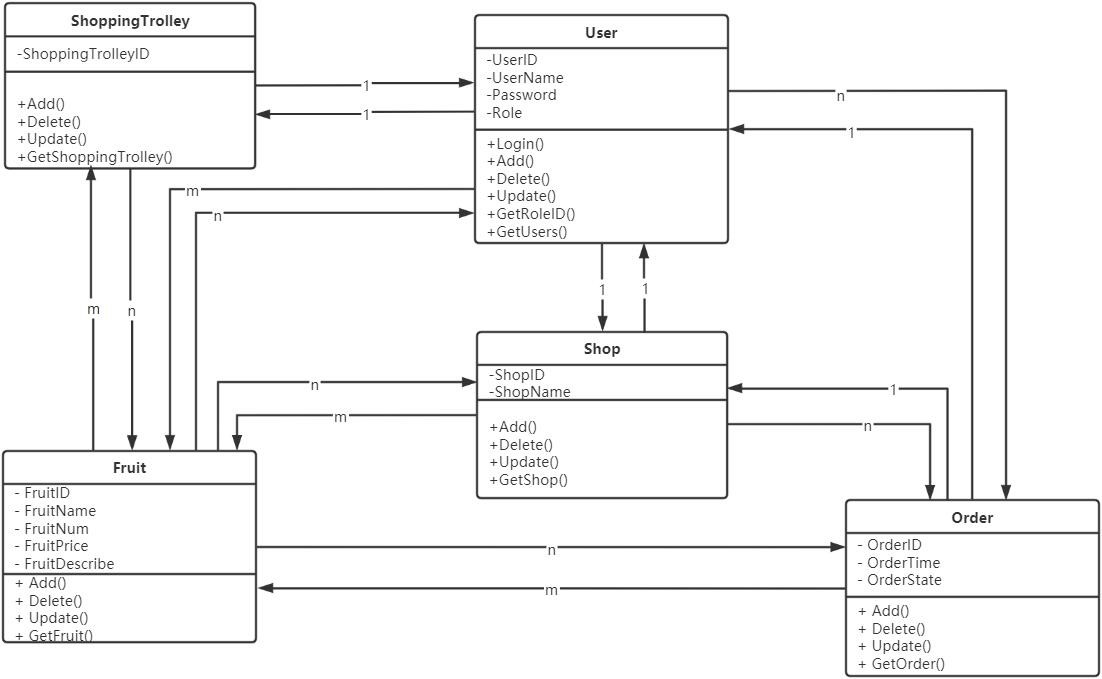 ShoppingTrolley
-ShoppingTrolleyID
+Add()
+Delete()
+Update()
+GetShoppingTrolley()
User
-UserID
-UserName
-Password
-Role
+Login()
+Add()
+Delete()
+Update()
+GetRoleID()
+GetUsers()
1
1
n
1
m
n
m
n
1
1
Shop
-ShopID
-ShopName
+Add()
+Delete()
+Update()
+GetShop()
n
m
1
n
Fruit
- FruitID
- FruitName
- FruitNum
- FruitPrice
- FruitDescribe
+ Add()
+ Delete()
+ Update()
+ GetFruit()
n
m
Order
- OrderID
- OrderTime
- OrderState
+ Add()
+ Delete()
+ Update()
+ GetOrder()